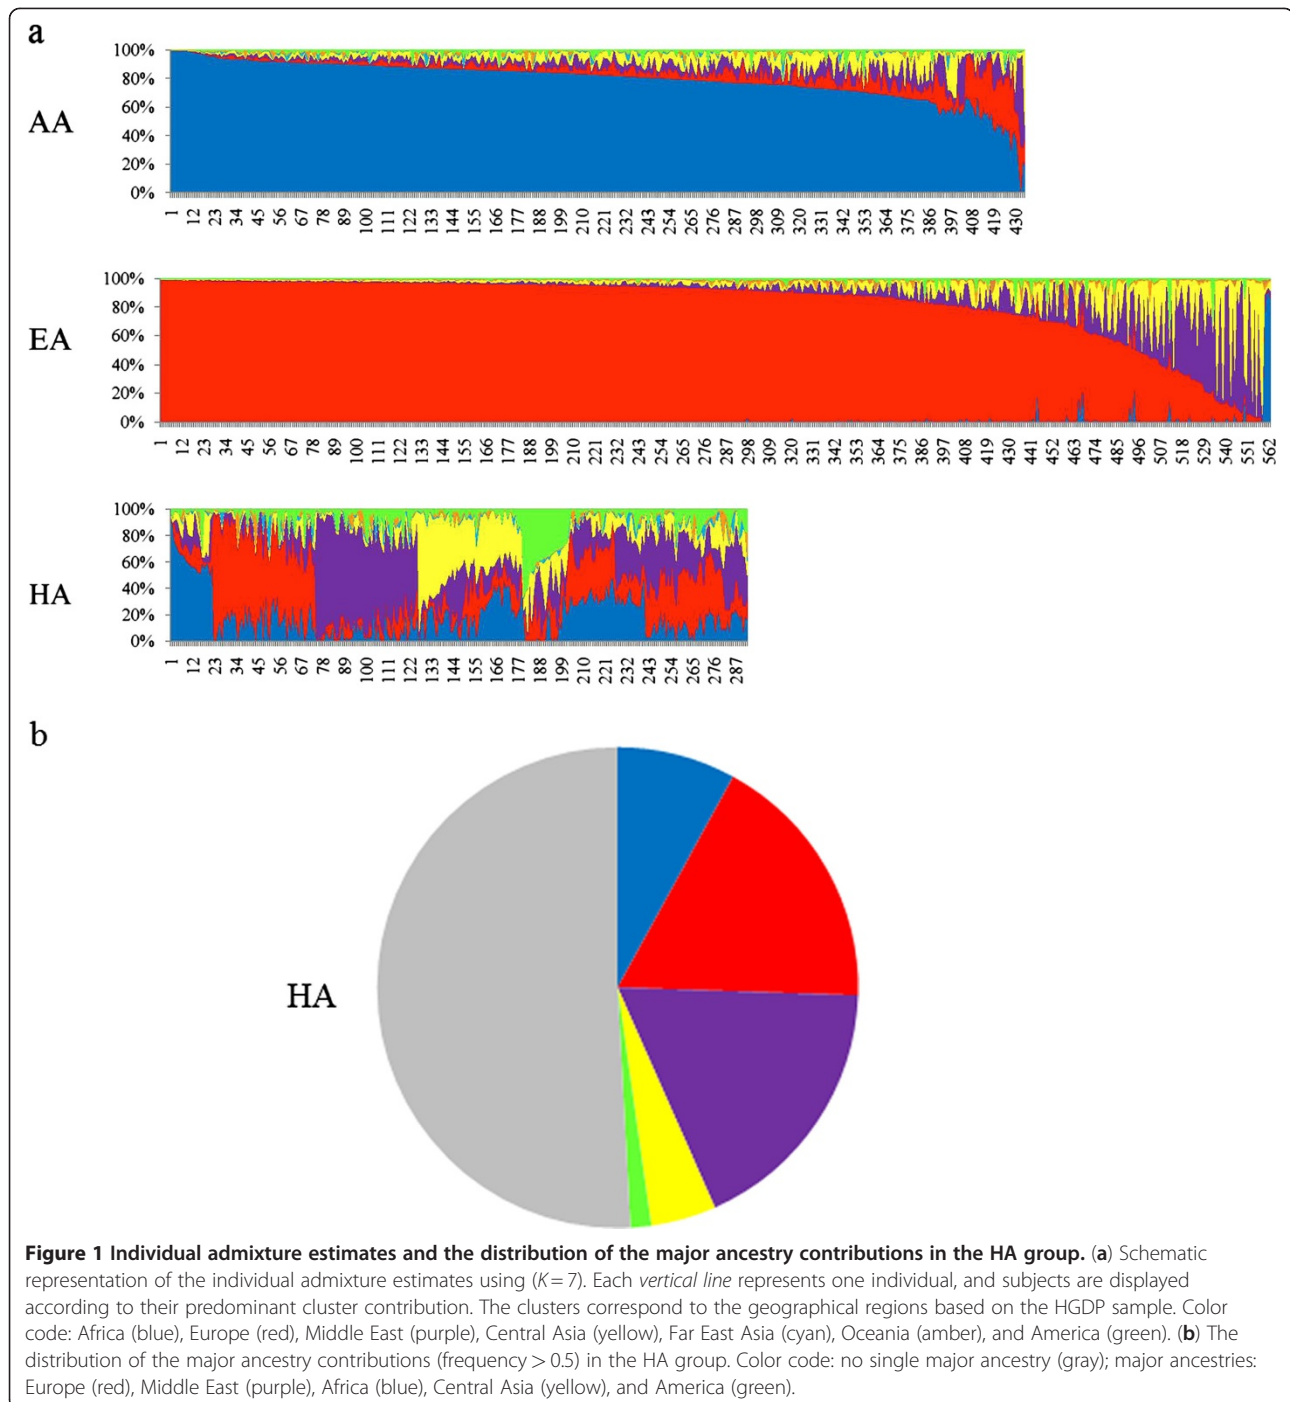 a
100%
80%
60%
40%
20%
0%
AA
1 12 23 34 45 56 67 78 89 100 111 122 133 144 155 166 177 188 199 210 221 232 243 254 265 276 287 298 309 320 331 342 353 364 375 386 397 408 419 430
100%
80%
60%
40%
20%
0%
EA
1 12 23 34 45 56 67 78 89 100 111 122 133 144 155 166 177 188 199 210 221 232 243 254 265 276 287 298 309 320 331 342 353 364 375 386 397 408 419 430 441 452 463 474 485 496 507 518 529 540 551 562
100%
80%
60%
40%
20%
0%
HA
1 12 23 34 45 56 67 78 89 100 111 122 133 144 155 166 177 188 199 210 221 232 243 254 265 276 287
b
HA
Figure 1 Individual admixture estimates and the distribution of the major ancestry contributions in the HA group. (a) Schematic
representation of the individual admixture estimates using (K = 7). Each vertical line represents one individual, and subjects are displayed
according to their predominant cluster contribution. The clusters correspond to the geographical regions based on the HGDP sample. Color
code: Africa (blue), Europe (red), Middle East (purple), Central Asia (yellow), Far East Asia (cyan), Oceania (amber), and America (green). (b) The
distribution of the major ancestry contributions (frequency > 0.5) in the HA group. Color code: no single major ancestry (gray); major ancestries:
Europe (red), Middle East (purple), Africa (blue), Central Asia (yellow), and America (green).